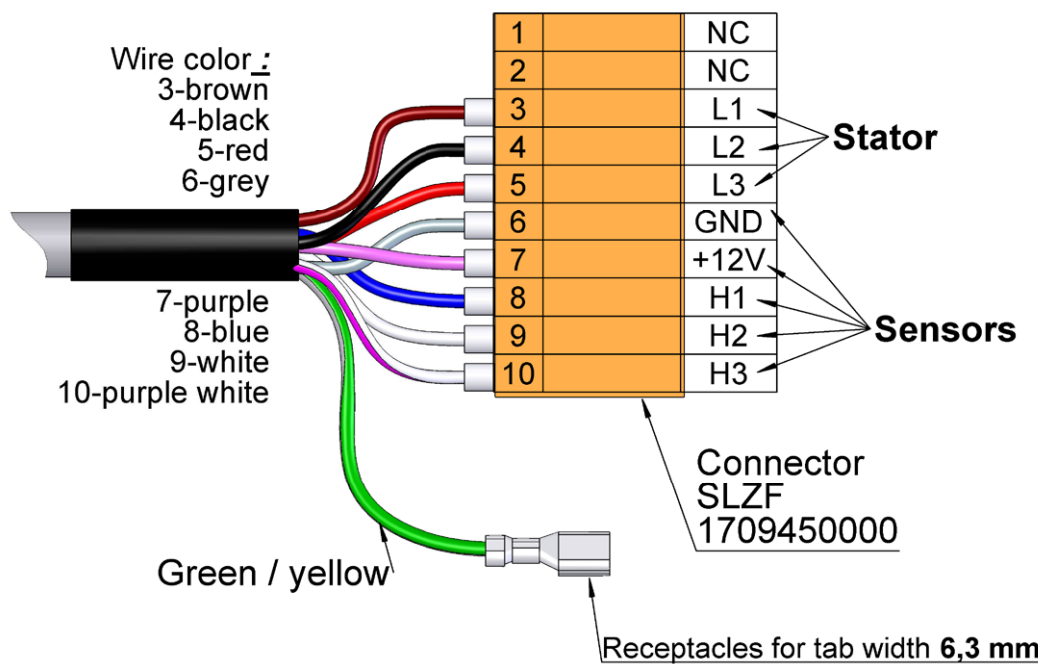 Wire color :
3-brown
4-black
5-red
6-grey
7-purple
8-blue
9-white
10-purple white
1 NC
2 NC
3 L1
4 L2
5 L3
6 GND
7 +12V
8 H1
9 H2
10 H3
Stator
Sensors
Connector
SLZF
1709450000
Green / yellow
Receptacles for tab width 6,3 mm